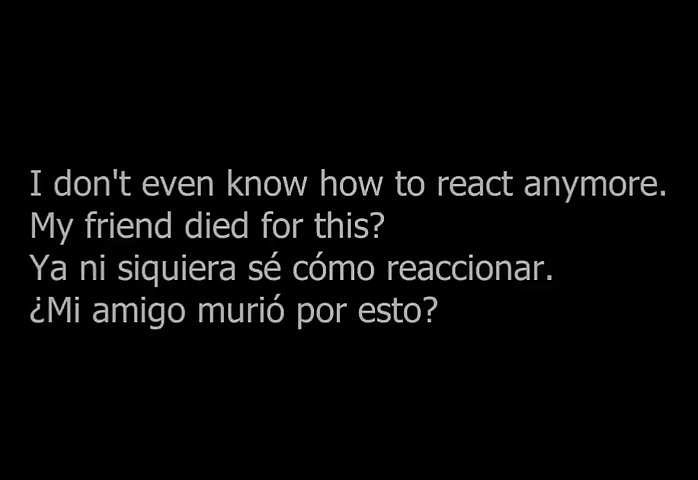 I don't even know how to react anymore.
My friend died for this?
Ya ni siquiera sé cómo reaccionar.
¿Mi amigo murió por esto?